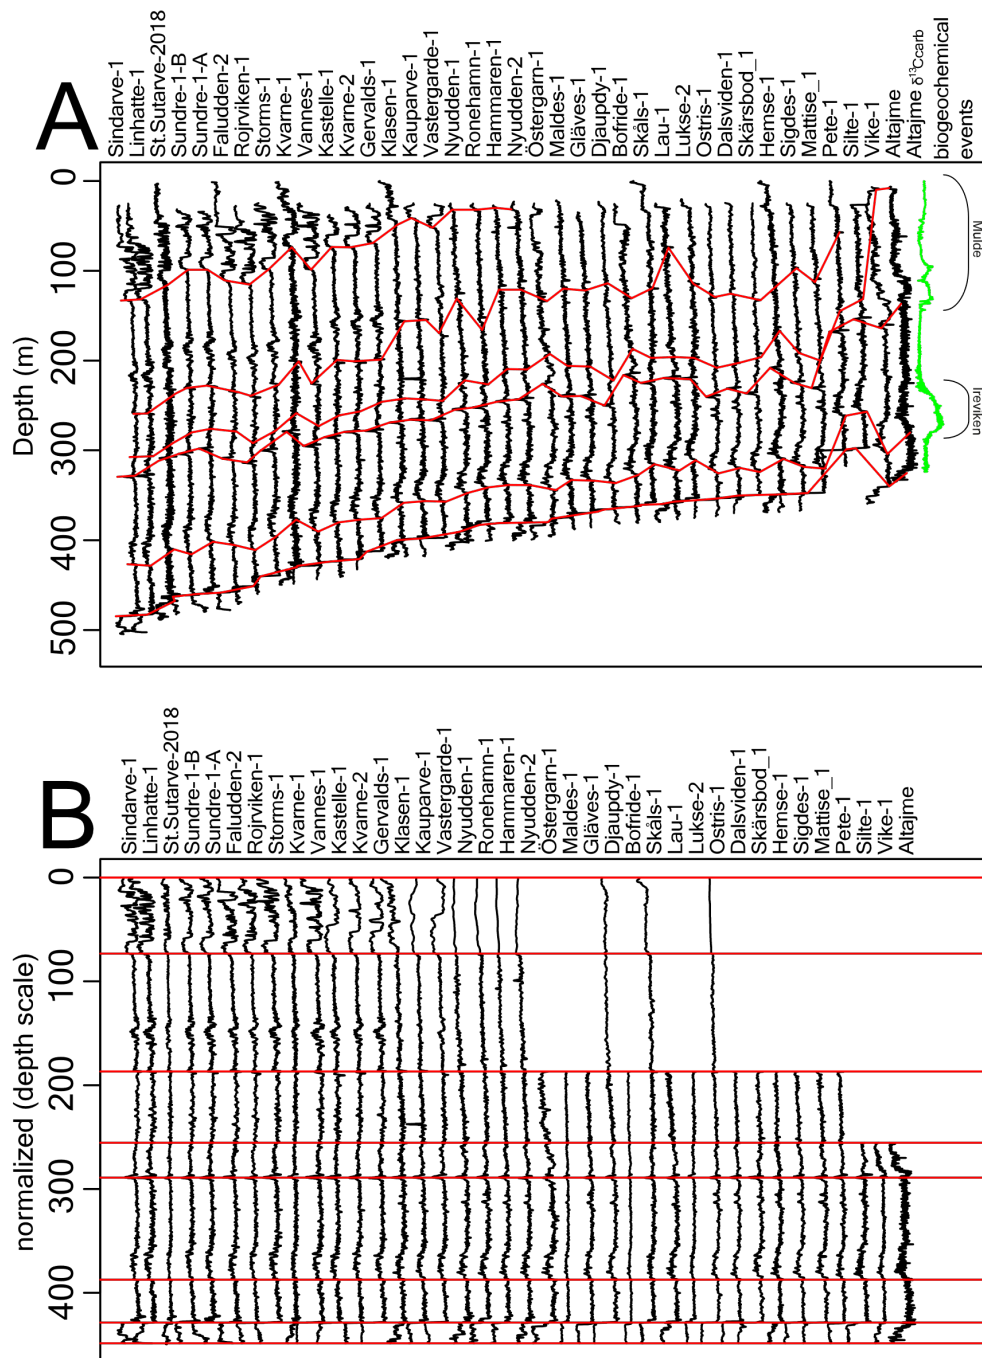 A
Sindarve-1
Linhatte-1
St.Sutarve-2018
Sundre-1-B
Sundre-1-A
Faludden-2
Rojrviken-1
Storms-1
Kvarne-1
Vannes-1
Kastelle-1
Kvarne-2
Gervalds-1
Klasen-1
Kauparve-1
Vastergarde-1
Nyudden-1
Ronehamn-1
Hammaren-1
Nyudden-2
Östergarn-1
Maldes-1
Gläves-1
Djaupdy-1
Bofride-1
Skåls-1
Lau-1
Lukse-2
Ostris-1
Dalsviden-1
Skärsbod_1
Hemse-1
Sigdes-1
Mattise_1
Pete-1
Silte-1
Vike-1
Altajme
Altajme δ¹³Ccarb
biogeochemical
events
Depth (m)
0
100
200
300
400
500
Mulde
Ireviken
B
Sindarve-1
Linhatte-1
St.Sutarve-2018
Sundre-1-B
Sundre-1-A
Faludden-2
Rojrviken-1
Storms-1
Kvarne-1
Vannes-1
Kastelle-1
Kvarne-2
Gervalds-1
Klasen-1
Kauparve-1
Vastergarde-1
Nyudden-1
Ronehamn-1
Hammaren-1
Nyudden-2
Östergarn-1
Maldes-1
Gläves-1
Djaupdy-1
Bofride-1
Skåls-1
Lau-1
Lukse-2
Ostris-1
Dalsviden-1
Skärsbod_1
Hemse-1
Sigdes-1
Mattise_1
Pete-1
Silte-1
Vike-1
Altajme
normalized (depth scale)
0
100
200
300
400